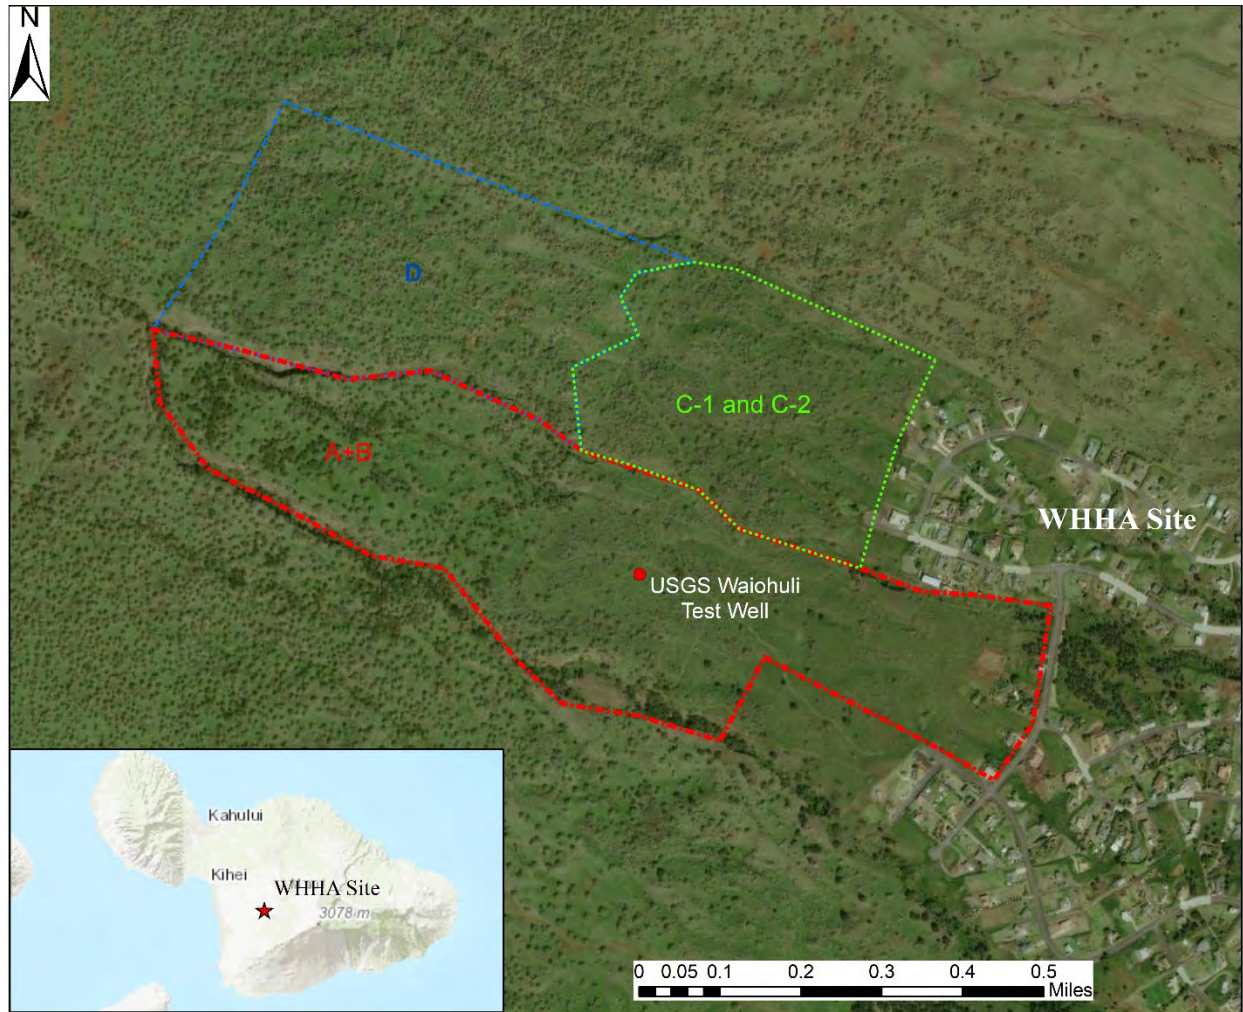 N
D
C-1 and C-2
A+B
WHHA Site
USGS Waiohuli
Test Well
Kahului
Kihei
WHHA Site
3078 m
0 0.05 0.1 0.2 0.3 0.4 0.5
Miles